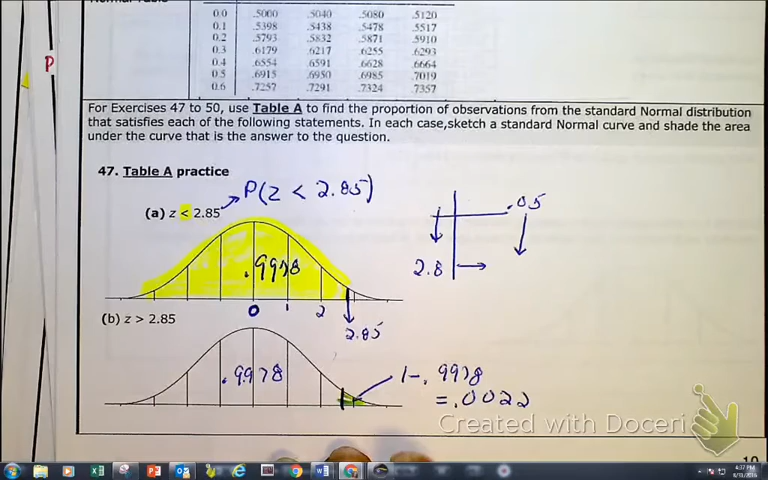 Normal Table
0.0 .5000 .5040 .5080 .5120
0.1 .5398 .5438 .5478 .5517
0.2 .5793 .5832 .5871 .5910
0.3 .6179 .6217 .6255 .6293
0.4 .6554 .6591 .6628 .6664
0.5 .6915 .6950 .6985 .7019
0.6 .7257 .7291 .7324 .7357
P
For Exercises 47 to 50, use Table A to find the proportion of observations from the standard Normal distribution
that satisfies each of the following statements. In each case,sketch a standard Normal curve and shade the area
under the curve that is the answer to the question.
47. Table A practice
P(z < 2.85)
(a) z < 2.85
.05
2.8
.9978
0 1 2
2.85
(b) z > 2.85
.9978
1-.9978
=.0022
Created with Doceri
4:37 PM